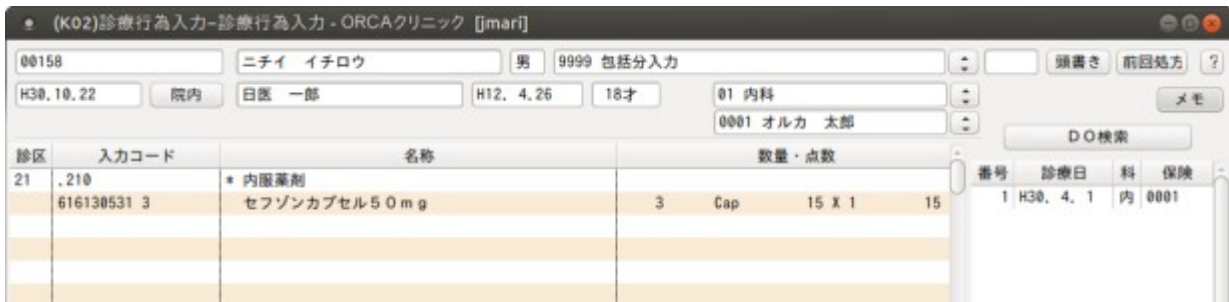 (K02)診療行為入力-診療行為入力 - ORCAクリニック [jmari]
00158 ニチイ イチロウ 男 9999 包括分入力 頭書き 前回処方 ?
H30.10.22 院内 日医 一郎 H12. 4.26 18才 01 内科 メモ
0001 オルカ 太郎
DO検索
診区 入力コード 名称 数量・点数
番号 診療日 科 保険
21 .210 * 内服薬剤
1 H30. 4. 1 内 0001
616130531 3 セフゾンカプセル50mg 3 Cap 15 X 1 15